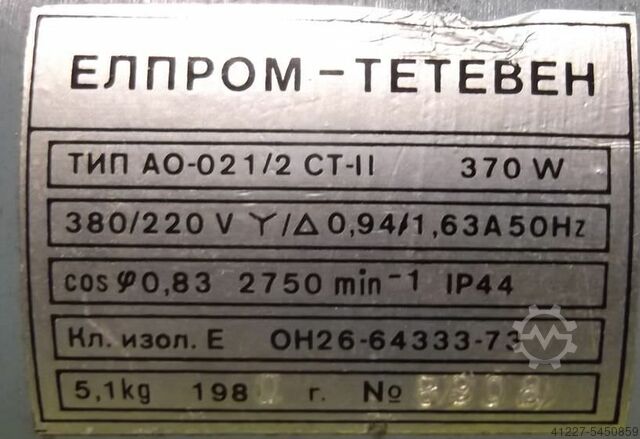 ЕЛПРОМ – ТЕТЕВЕН
ТИП АО-021/2 СТ-II 370 W
380/220 V Y/Δ 0,94/1,63A 50Hz
cos φ 0,83 2750 min⁻¹ IP44
Кл. изол. Е ОН26-64333-73
5,1kg 198 г. №
41227-5450859